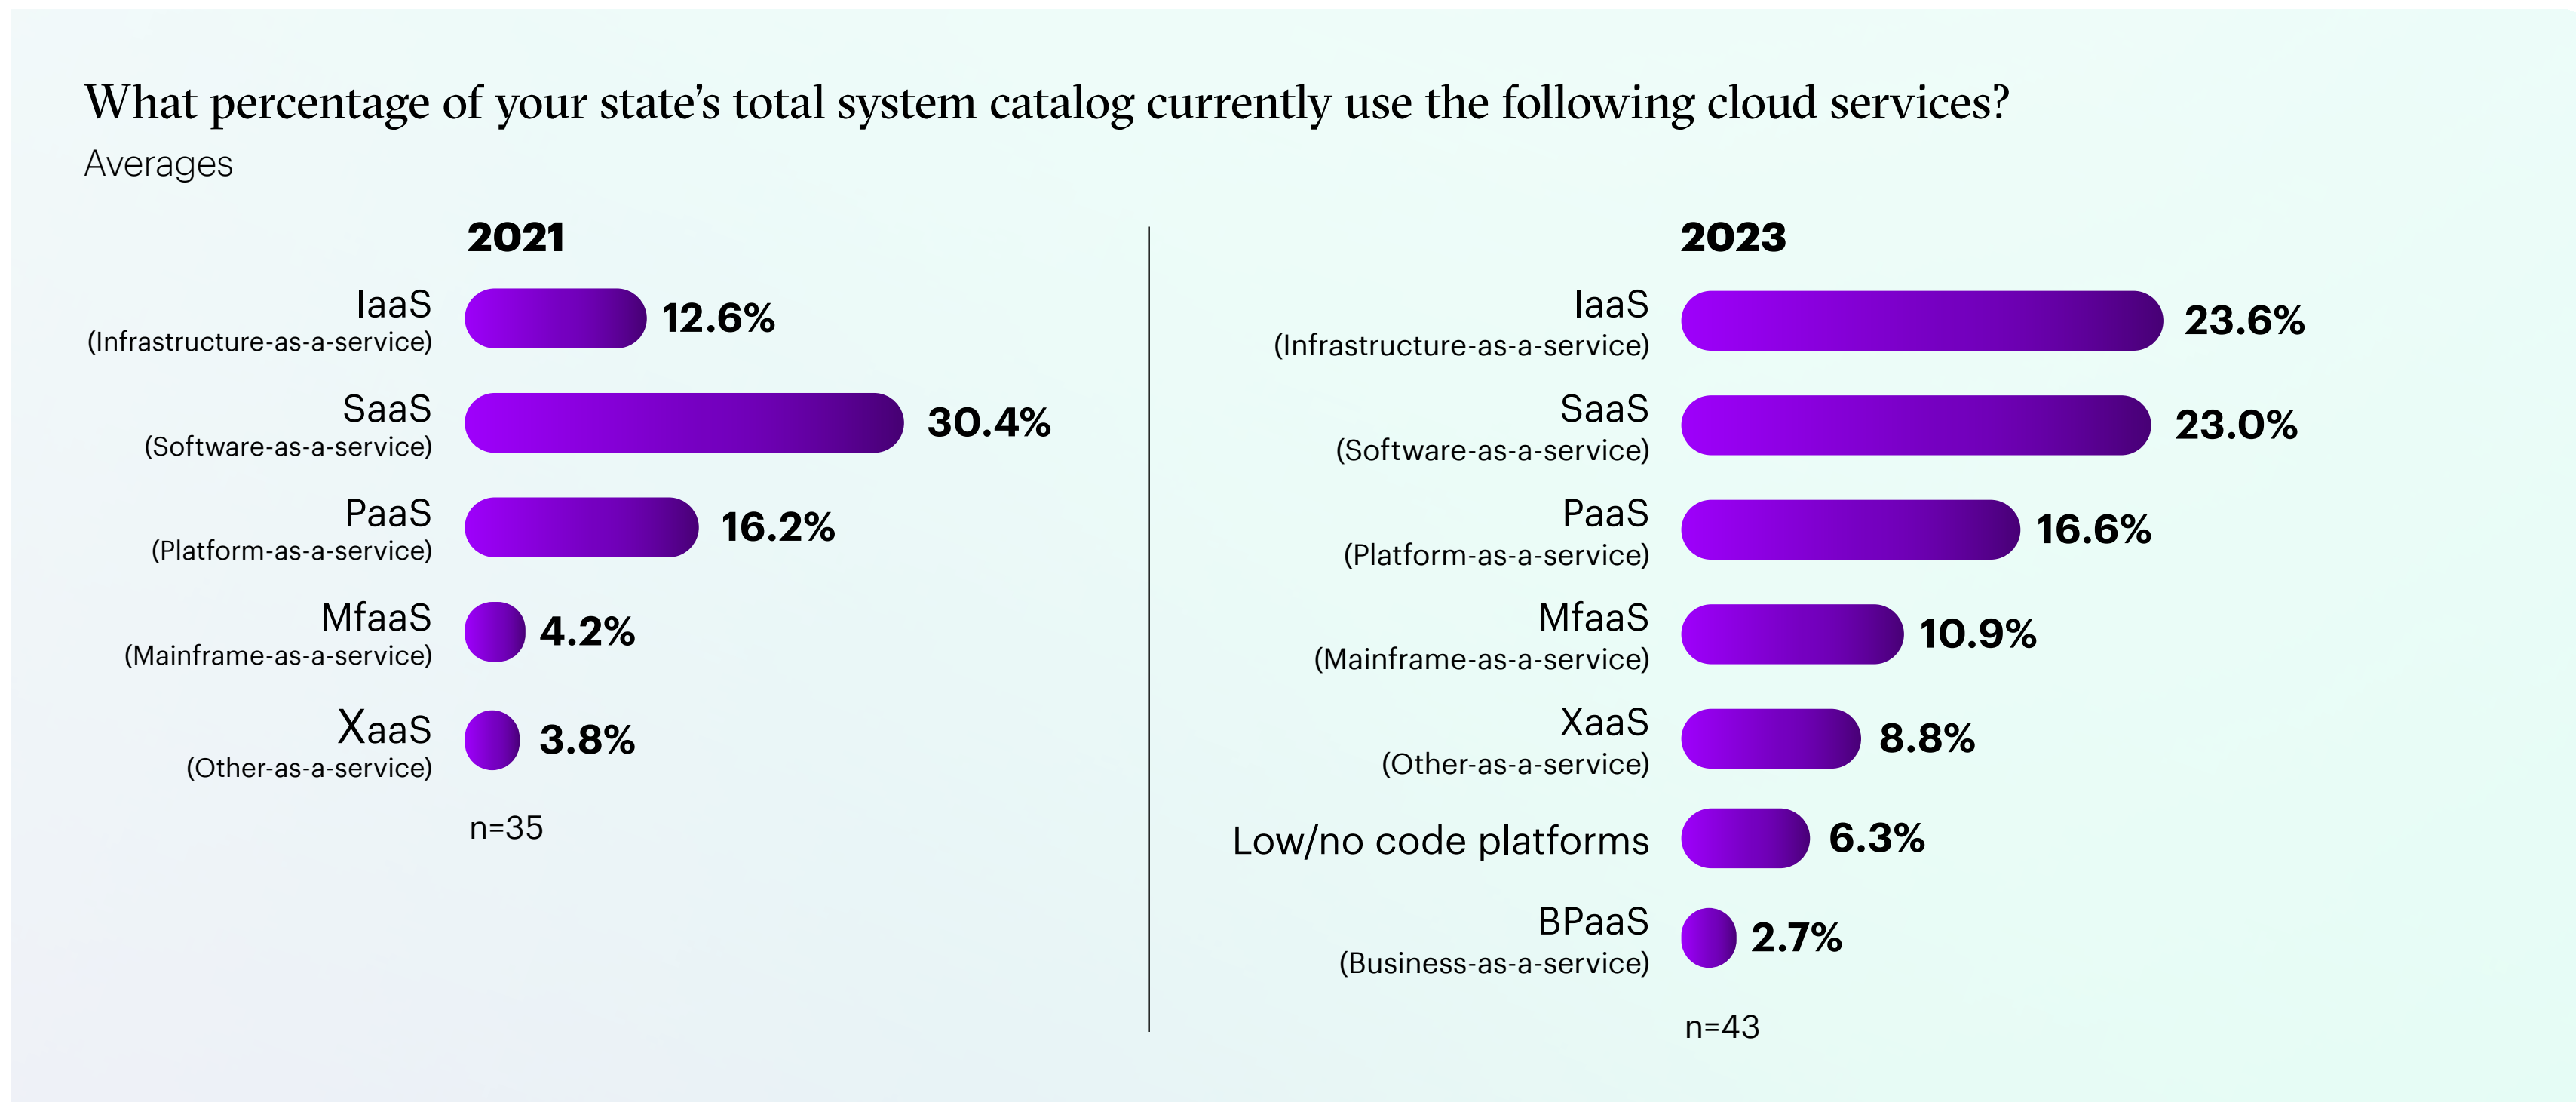 What percentage of your state’s total system catalog currently use the following cloud services?
Averages
2021
IaaS
(Infrastructure-as-a-service)
12.6%
SaaS
(Software-as-a-service)
30.4%
PaaS
(Platform-as-a-service)
16.2%
MfaaS
(Mainframe-as-a-service)
4.2%
XaaS
(Other-as-a-service)
3.8%
n=35
2023
IaaS
(Infrastructure-as-a-service)
23.6%
SaaS
(Software-as-a-service)
23.0%
PaaS
(Platform-as-a-service)
16.6%
MfaaS
(Mainframe-as-a-service)
10.9%
XaaS
(Other-as-a-service)
8.8%
Low/no code platforms
6.3%
BPaaS
(Business-as-a-service)
2.7%
n=43